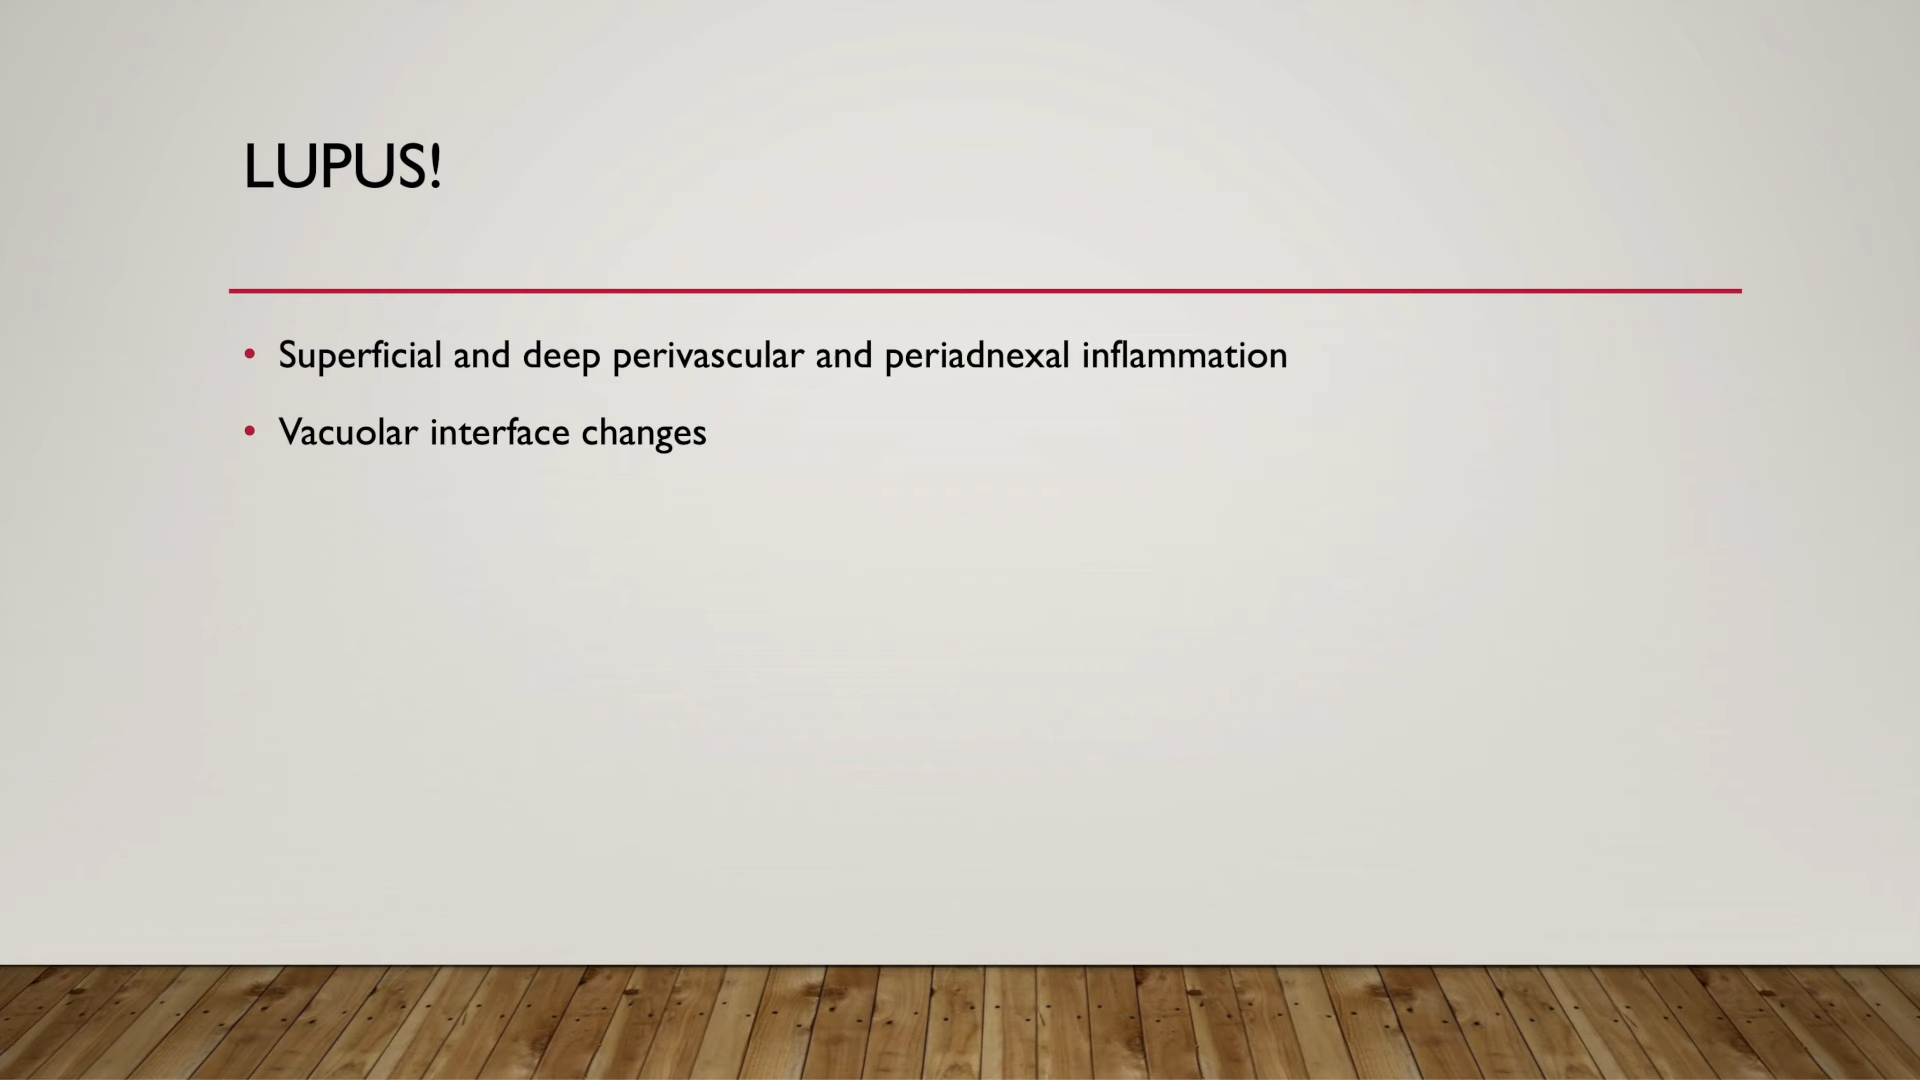 LUPUS!
• Superficial and deep perivascular and periadnexal inflammation
• Vacuolar interface changes